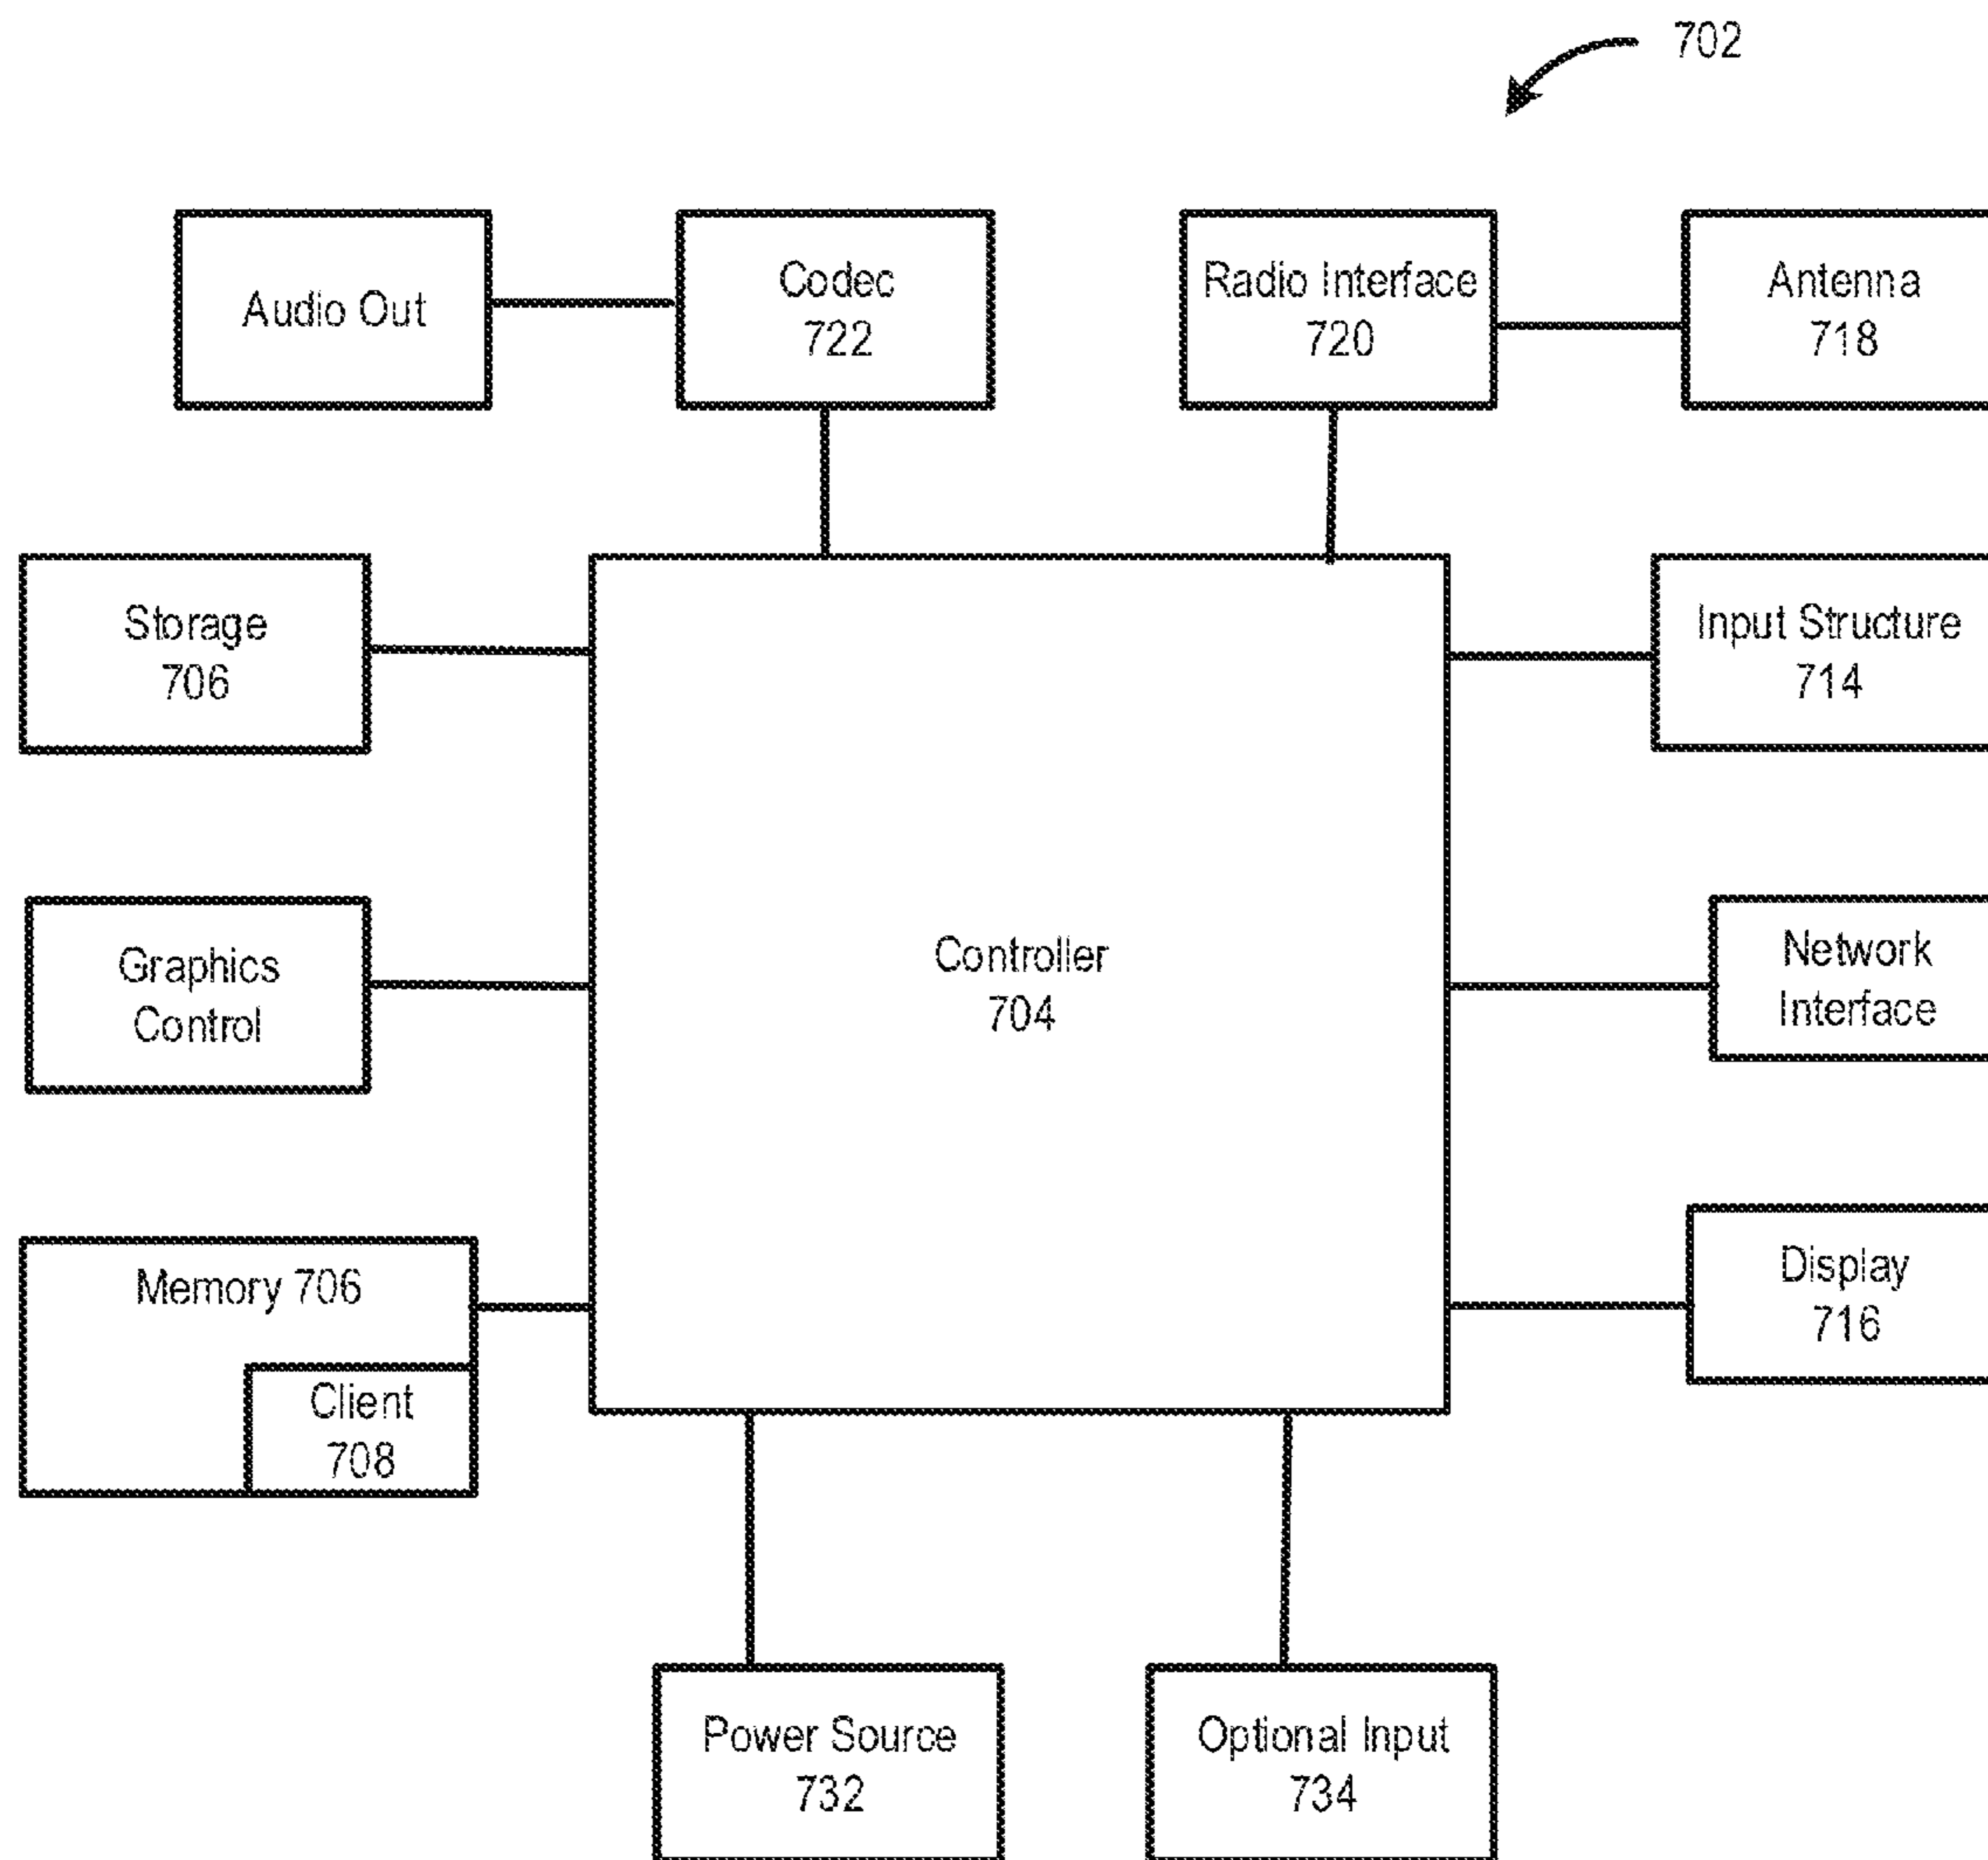 702
Audio Out
Codec
722
Radio Interface
720
Antenna
718
Storage
706
Input Structure
714
Graphics
Control
Controller
704
Network
Interface
Memory 706
Client
708
Display
716
Power Source
732
Optional Input
734